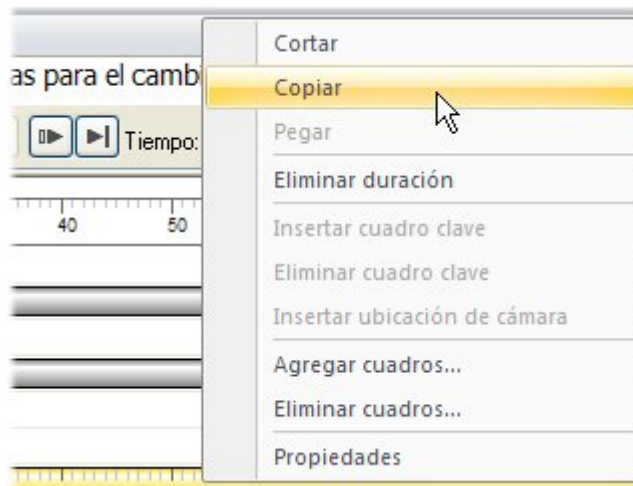 Cortar
as para el camb
Copiar
Pegar
Tiempo:
Eliminar duración
40 50
Insertar cuadro clave
Eliminar cuadro clave
Insertar ubicación de cámara
Agregar cuadros...
Eliminar cuadros...
Propiedades